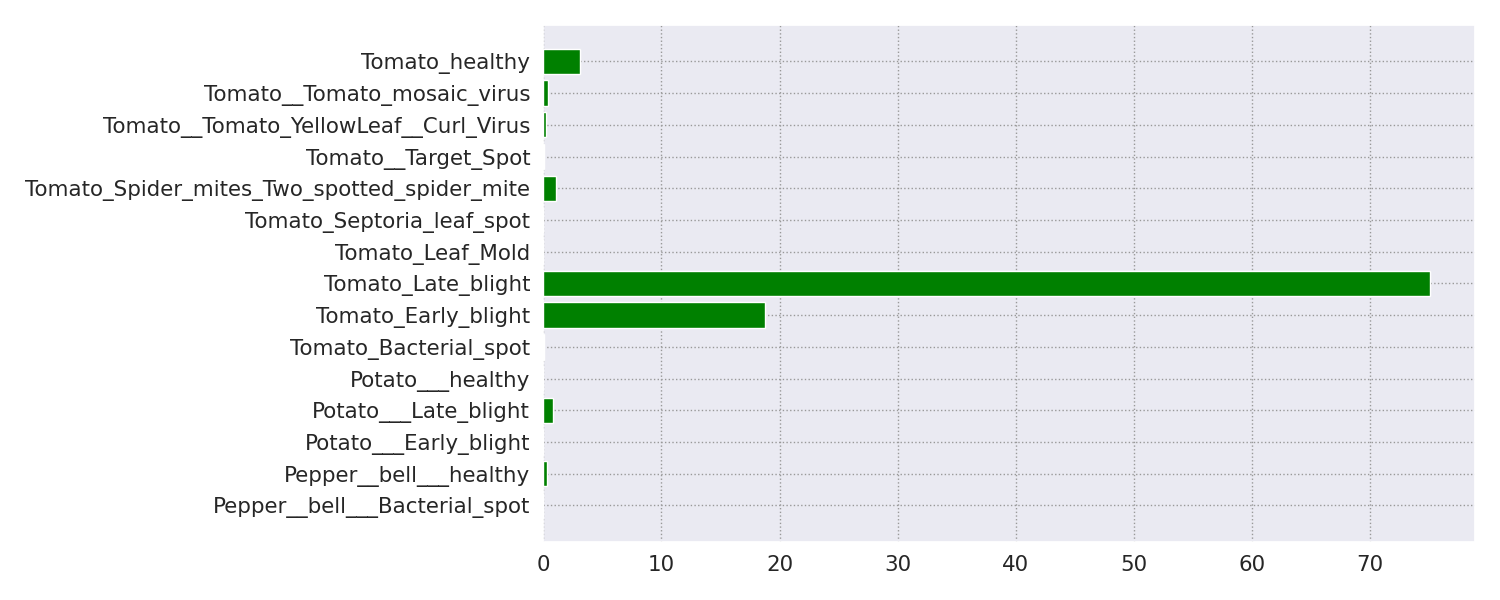 Tomato_healthy
Tomato__Tomato_mosaic_virus
Tomato__Tomato_YellowLeaf__Curl_Virus
Tomato__Target_Spot
Tomato_Spider_mites_Two_spotted_spider_mite
Tomato_Septoria_leaf_spot
Tomato_Leaf_Mold
Tomato_Late_blight
Tomato_Early_blight
Tomato_Bacterial_spot
Potato___healthy
Potato___Late_blight
Potato___Early_blight
Pepper__bell___healthy
Pepper__bell___Bacterial_spot
0 10 20 30 40 50 60 70